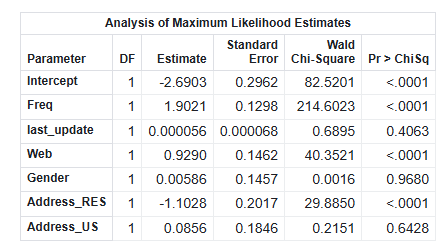 Analysis of Maximum Likelihood Estimates
Parameter DF Estimate Standard Error Wald Chi-Square Pr > ChiSq
Intercept 1 -2.6903 0.2962 82.5201 <.0001
Freq 1 1.9021 0.1298 214.6023 <.0001
last_update 1 0.000056 0.000068 0.6895 0.4063
Web 1 0.9290 0.1462 40.3521 <.0001
Gender 1 0.00586 0.1457 0.0016 0.9680
Address_RES 1 -1.1028 0.2017 29.8850 <.0001
Address_US 1 0.0856 0.1846 0.2151 0.6428